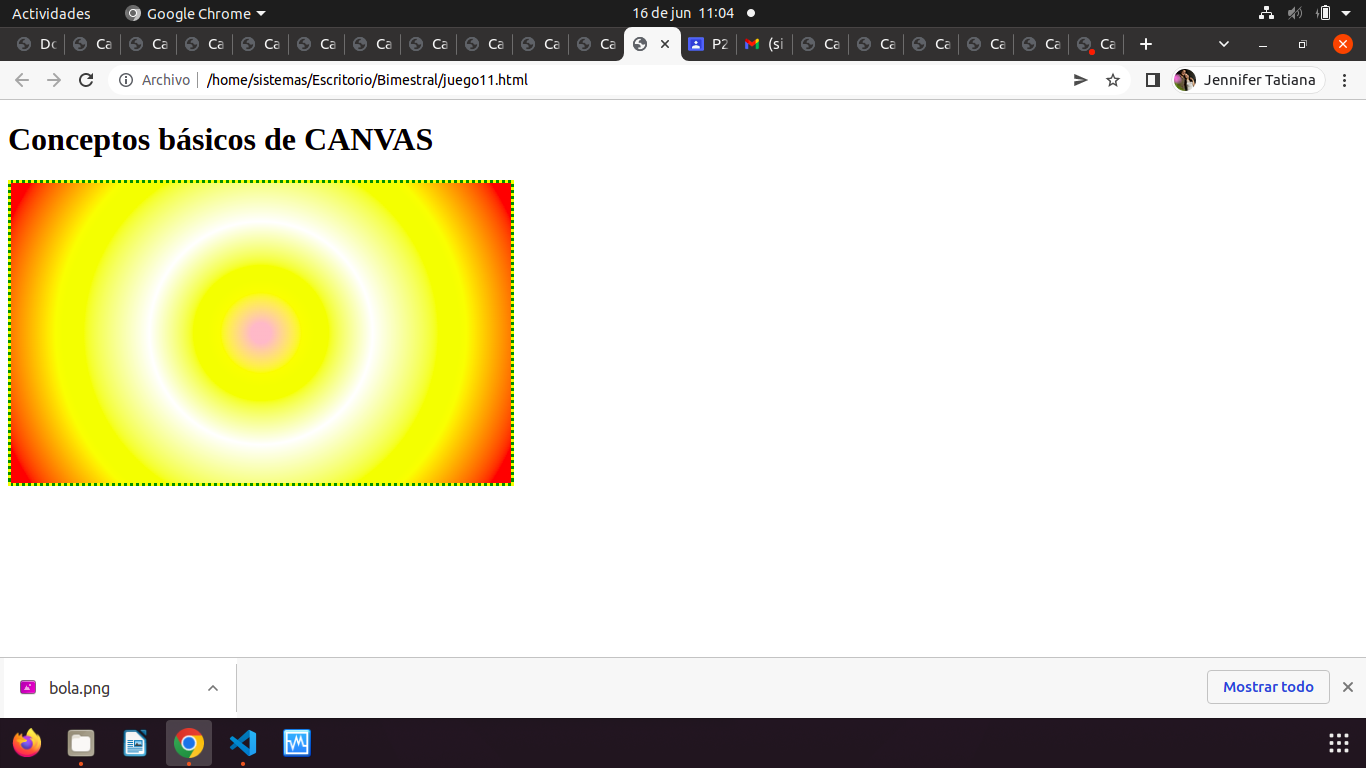 Actividades Google Chrome 16 de jun 11:04
Do Ca Ca Ca Ca Ca Ca Ca Ca Ca Ca P2 (si Ca Ca Ca Ca Ca Ca
Archivo /home/sistemas/Escritorio/Bimestral/juego11.html Jennifer Tatiana
Conceptos básicos de CANVAS
bola.png Mostrar todo